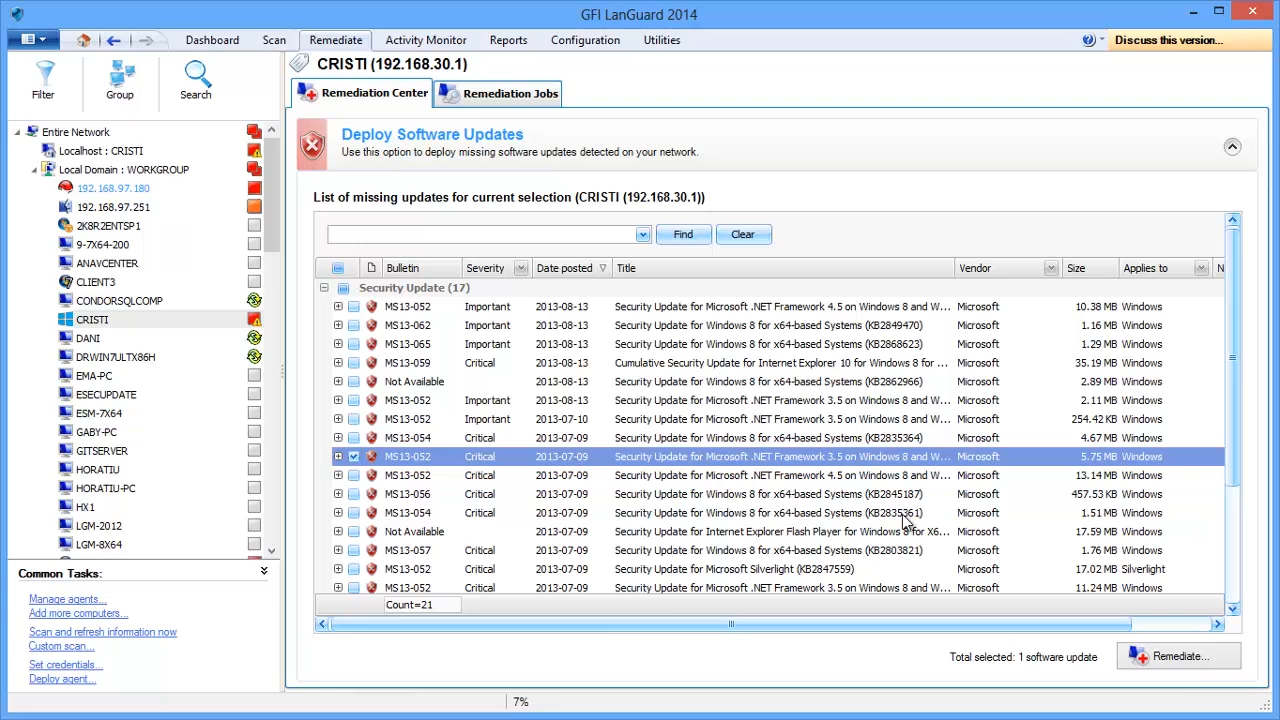 GFI LanGuard 2014
Dashboard Scan Remediate Activity Monitor Reports Configuration Utilities Discuss this version...
Filter Group Search
CRISTI (192.168.30.1)
Remediation Center Remediation Jobs
Entire Network
Localhost : CRISTI
Local Domain : WORKGROUP
192.168.97.180
192.168.97.251
2K8R2ENTSP1
9-7X64-200
ANAVCENTER
CLIENT3
CONDORSQLCOMP
CRISTI
DANI
DRWIN7ULTX86H
EMA-PC
ESECUPDATE
ESM-7X64
GABY-PC
GITSERVER
HORATIU
HORATIU-PC
HX1
LGM-2012
LGM-8X64
Common Tasks:
Manage agents...
Add more computers...
Scan and refresh information now
Custom scan...
Set credentials...
Deploy agent...
Deploy Software Updates
Use this option to deploy missing software updates detected on your network.
List of missing updates for current selection (CRISTI (192.168.30.1))
Find Clear
Bulletin Severity Date posted Title Vendor Size Applies to N
Security Update (17)
MS13-052 Important 2013-08-13 Security Update for Microsoft .NET Framework 4.5 on Windows 8 and W... Microsoft 10.38 MB Windows
MS13-062 Important 2013-08-13 Security Update for Windows 8 for x64-based Systems (KB2849470) Microsoft 1.16 MB Windows
MS13-065 Important 2013-08-13 Security Update for Windows 8 for x64-based Systems (KB2868623) Microsoft 1.29 MB Windows
MS13-059 Critical 2013-08-13 Cumulative Security Update for Internet Explorer 10 for Windows 8 for ... Microsoft 35.19 MB Windows
Not Available 2013-08-13 Security Update for Windows 8 for x64-based Systems (KB2862966) Microsoft 2.89 MB Windows
MS13-052 Important 2013-08-13 Security Update for Microsoft .NET Framework 3.5 on Windows 8 and W... Microsoft 2.11 MB Windows
MS13-052 Important 2013-07-10 Security Update for Microsoft .NET Framework 3.5 on Windows 8 and W... Microsoft 254.42 KB Windows
MS13-054 Critical 2013-07-09 Security Update for Windows 8 for x64-based Systems (KB2835364) Microsoft 4.67 MB Windows
MS13-052 Critical 2013-07-09 Security Update for Microsoft .NET Framework 3.5 on Windows 8 and W... Microsoft 5.75 MB Windows
MS13-052 Critical 2013-07-09 Security Update for Microsoft .NET Framework 4.5 on Windows 8 and W... Microsoft 13.14 MB Windows
MS13-056 Critical 2013-07-09 Security Update for Windows 8 for x64-based Systems (KB2845187) Microsoft 457.53 KB Windows
MS13-054 Critical 2013-07-09 Security Update for Windows 8 for x64-based Systems (KB2835361) Microsoft 1.51 MB Windows
Not Available 2013-07-09 Security Update for Internet Explorer Flash Player for Windows 8 for X6... Microsoft 17.59 MB Windows
MS13-057 Critical 2013-07-09 Security Update for Windows 8 for x64-based Systems (KB2803821) Microsoft 1.76 MB Windows
MS13-052 Critical 2013-07-09 Security Update for Microsoft Silverlight (KB2847559) Microsoft 17.02 MB Silverlight
MS13-052 Critical 2013-07-09 Security Update for Microsoft .NET Framework 3.5 on Windows 8 and W... Microsoft 11.24 MB Windows
Count=21
Total selected: 1 software update Remediate...
7%